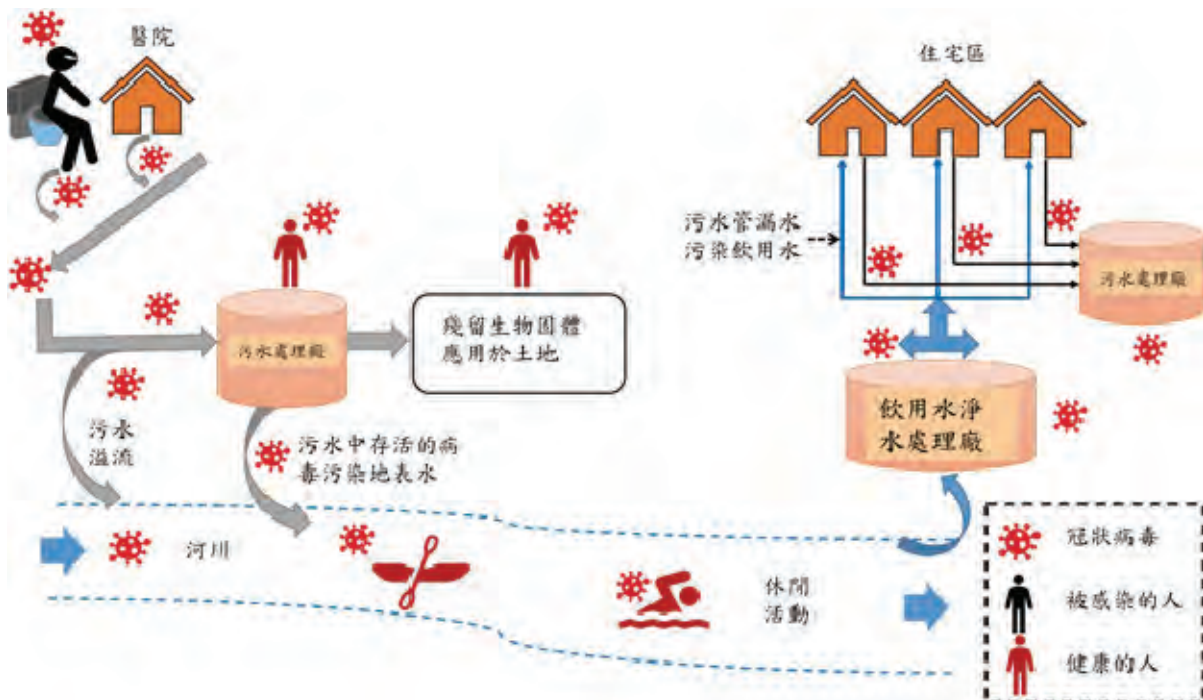 醫院
住宅區
污水管漏水
污染飲用水
污水處理廠
污水處理廠
殘留生物固體
應用於土地
飲用水淨
水處理廠
污水
溢流
污水中存活的病
毒污染地表水
河川
休閒
活動
冠狀病毒
被感染的人
健康的人